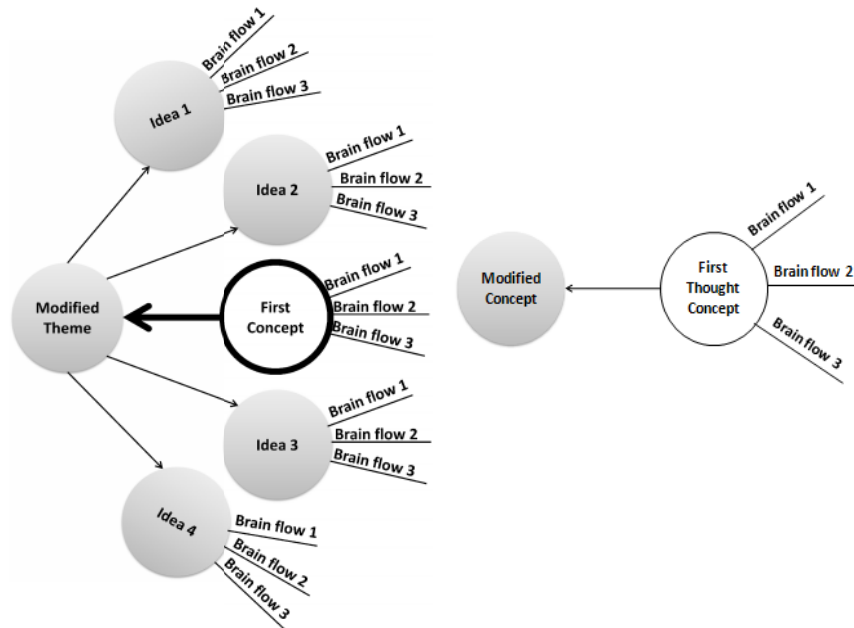 Brain flow 1
Brain flow 2
Brain flow 3
Idea 1
Brain flow 1
Brain flow 2
Brain flow 3
Idea 2
Brain flow 1
Brain flow 2
Brain flow 3
First
Concept
Modified
Theme
Brain flow 1
Brain flow 2
Brain flow 3
Idea 3
Brain flow 1
Brain flow 2
Brain flow 3
Idea 4
Modified
Concept
First
Thought
Concept
Brain flow 1
Brain flow 2
Brain flow 3